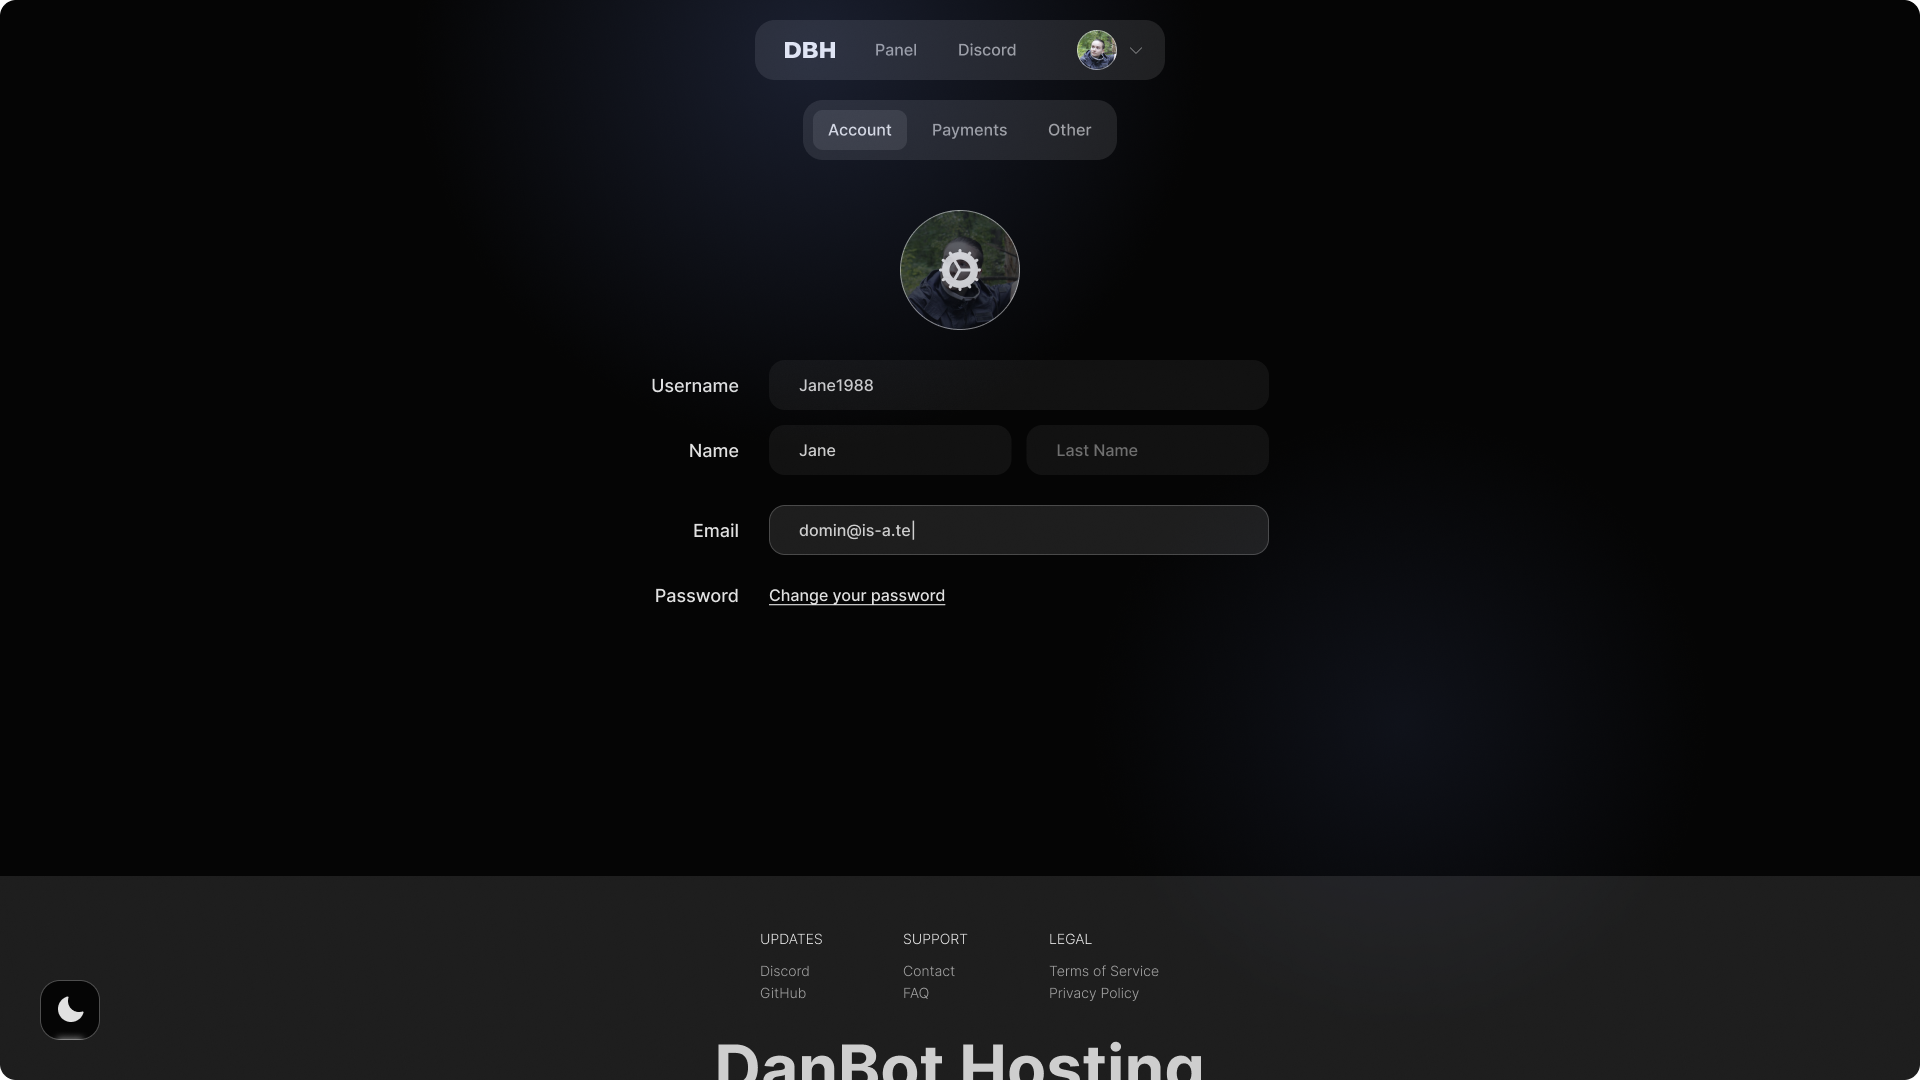 DBH Panel Discord
Account Payments Other
Username Jane1988
Name Jane Last Name
Email domin@is-a.te
Password Change your password
UPDATES SUPPORT LEGAL
Discord Contact Terms of Service
GitHub FAQ Privacy Policy
DanBot Hosting